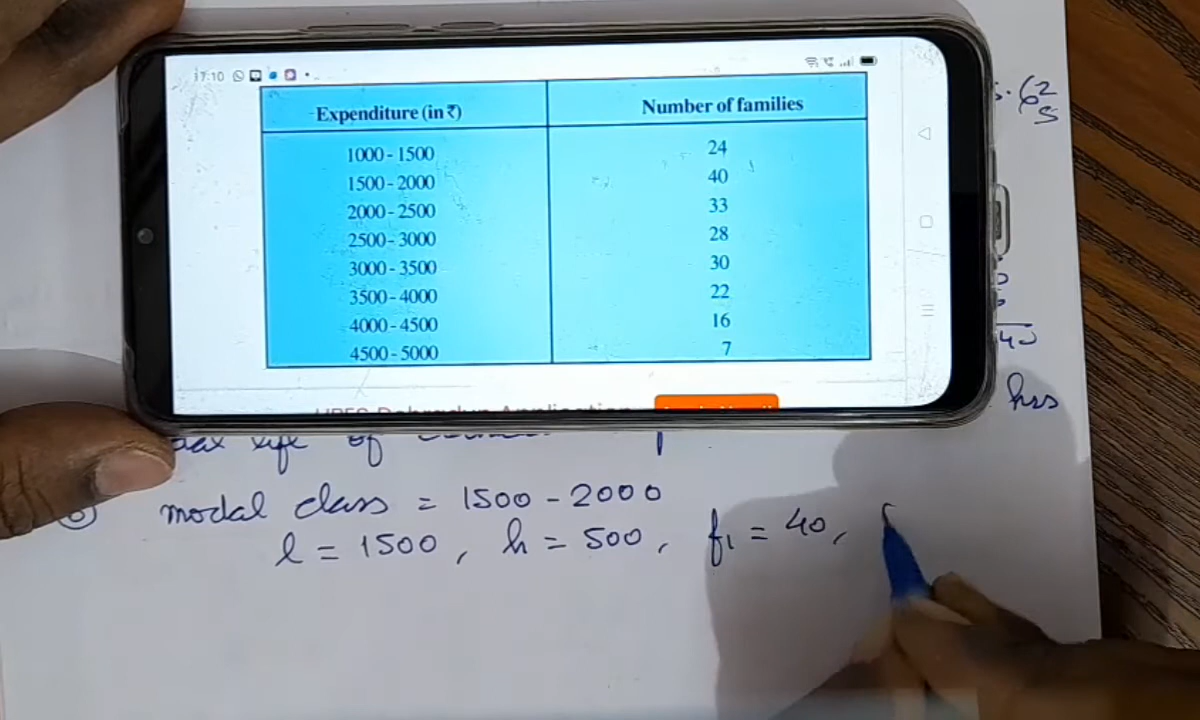 17:10
Expenditure (in ₹) Number of families
1000-1500 24
1500-2000 40
2000-2500 33
2500-3000 28
3000-3500 30
3500-4000 22
4000-4500 16
4500-5000 7
hrs
of
modal class = 1500-2000
l = 1500, h = 500, f1 = 40,